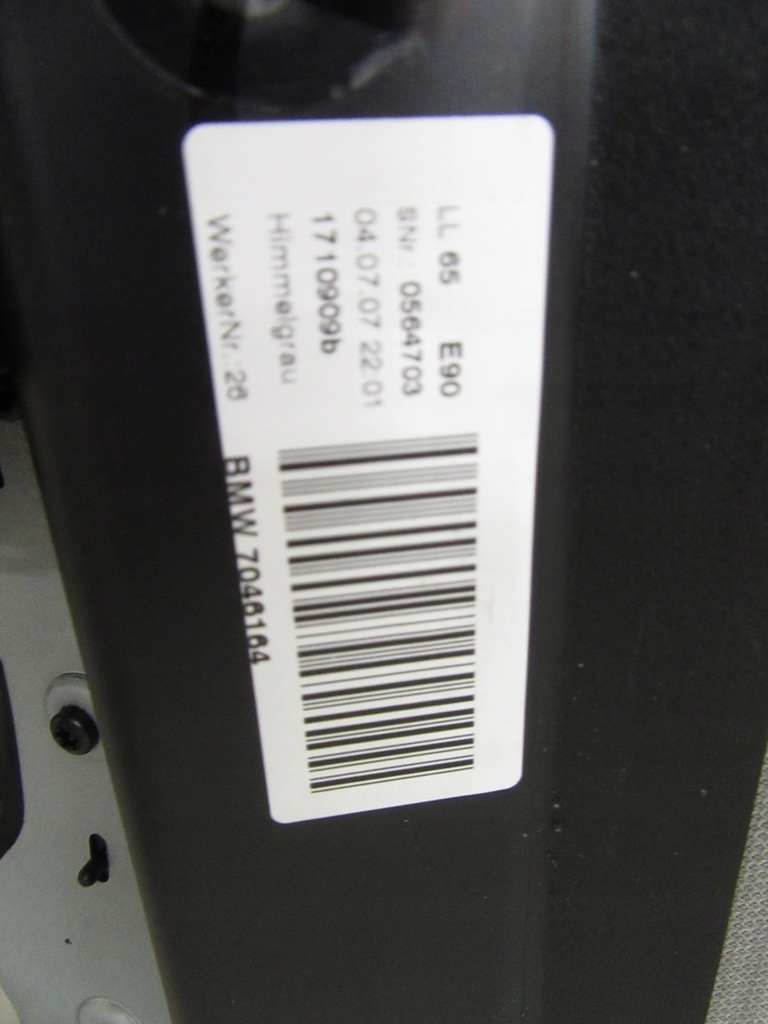 LL 65 E90
SNr.: 0564703
04.07.07 22:01
1710909b
Himmelgrau
WerkerNr.:26
BMW 7046164